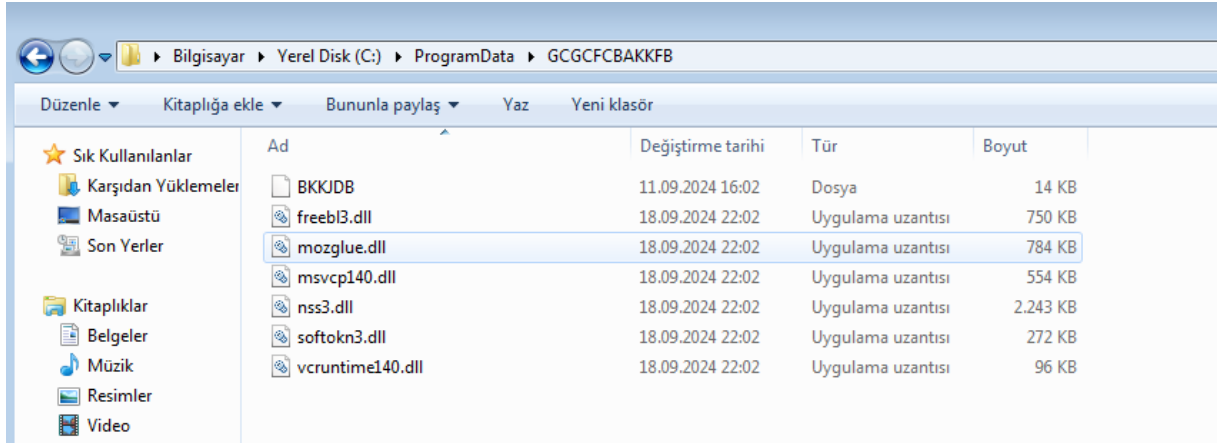 Bilgisayar ▸ Yerel Disk (C:) ▸ ProgramData ▸ GCGCFCBAKKFB
Düzenle Kitaplığa ekle Bununla paylaş Yaz Yeni klasör
Sık Kullanılanlar
Karşıdan Yüklemeler
Masaüstü
Son Yerler
Kitaplıklar
Belgeler
Müzik
Resimler
Video
Ad Değiştirme tarihi Tür Boyut
BKKJDB 11.09.2024 16:02 Dosya 14 KB
freebl3.dll 18.09.2024 22:02 Uygulama uzantısı 750 KB
mozglue.dll 18.09.2024 22:02 Uygulama uzantısı 784 KB
msvcp140.dll 18.09.2024 22:02 Uygulama uzantısı 554 KB
nss3.dll 18.09.2024 22:02 Uygulama uzantısı 2.243 KB
softokn3.dll 18.09.2024 22:02 Uygulama uzantısı 272 KB
vcruntime140.dll 18.09.2024 22:02 Uygulama uzantısı 96 KB